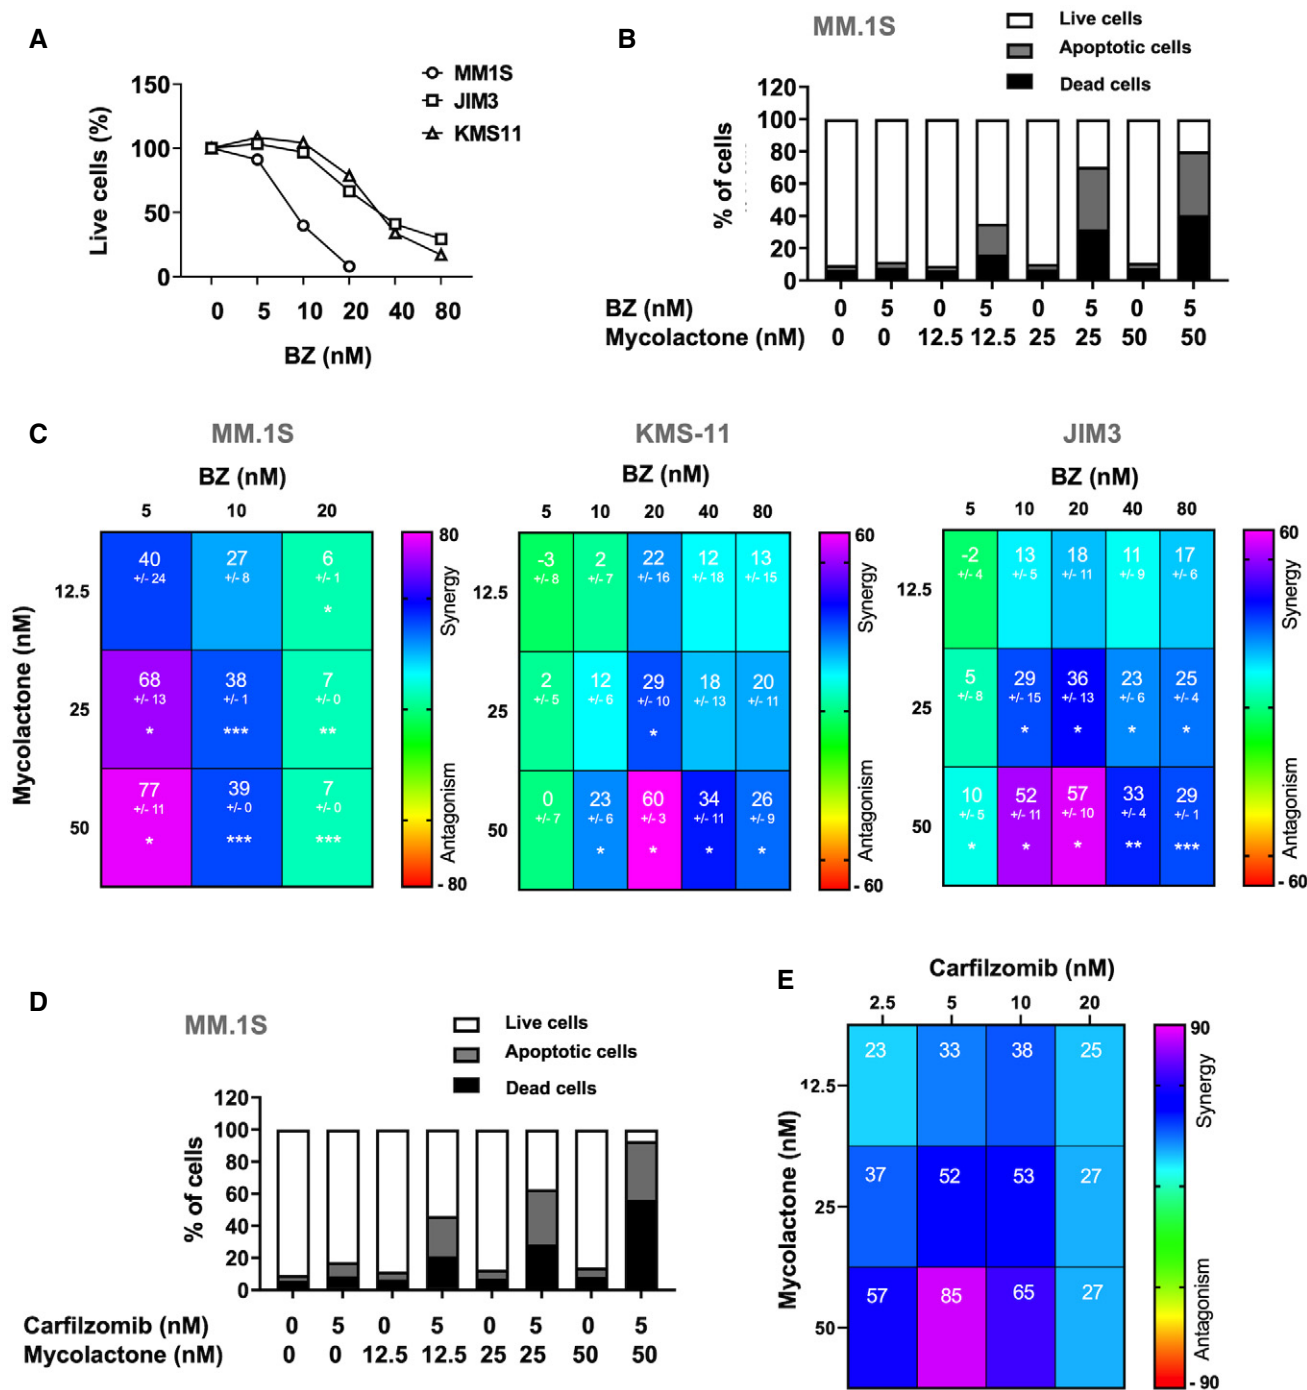 A
150
100
50
0
Live cells (%)
MM1S
JIM3
KMS11
0 5 10 20 40 80
BZ (nM)
B
MM.1S
Live cells
Apoptotic cells
Dead cells
120
100
80
60
40
20
0
% of cells
BZ (nM) 0 5 0 5 0 5 0 5
Mycolactone (nM) 0 0 12.5 12.5 25 25 50 50
C
MM.1S
BZ (nM)
5 10 20
Mycolactone (nM)
12.5
40 27 6
+/- 24 +/- 8 +/- 1
*
25
68 38 7
+/- 13 +/- 1 +/- 0
* *** **
50
77 39 7
+/- 11 +/- 0 +/- 0
* *** ***
80
Synergy
Antagonism
- 80
KMS-11
BZ (nM)
5 10 20 40 80
12.5
-3 2 22 12 13
+/- 8 +/- 7 +/- 16 +/- 18 +/- 15
25
2 12 29 18 20
+/- 5 +/- 6 +/- 10 +/- 13 +/- 11
*
50
0 23 60 34 26
+/- 7 +/- 6 +/- 3 +/- 11 +/- 9
* * * *
60
Synergy
Antagonism
- 60
JIM3
BZ (nM)
5 10 20 40 80
12.5
-2 13 18 11 17
+/- 4 +/- 5 +/- 11 +/- 9 +/- 6
25
5 29 36 23 25
+/- 8 +/- 15 +/- 13 +/- 6 +/- 4
* * * *
50
10 52 57 33 29
+/- 5 +/- 11 +/- 10 +/- 4 +/- 1
* * * ** ***
60
Synergy
Antagonism
- 60
D
MM.1S
Live cells
Apoptotic cells
Dead cells
120
100
80
60
40
20
0
% of cells
Carfilzomib (nM) 0 5 0 5 0 5 0 5
Mycolactone (nM) 0 0 12.5 12.5 25 25 50 50
E
Carfilzomib (nM)
2.5 5 10 20
Mycolactone (nM)
12.5
23 33 38 25
25
37 52 53 27
50
57 85 65 27
90
Synergy
Antagonism
- 90